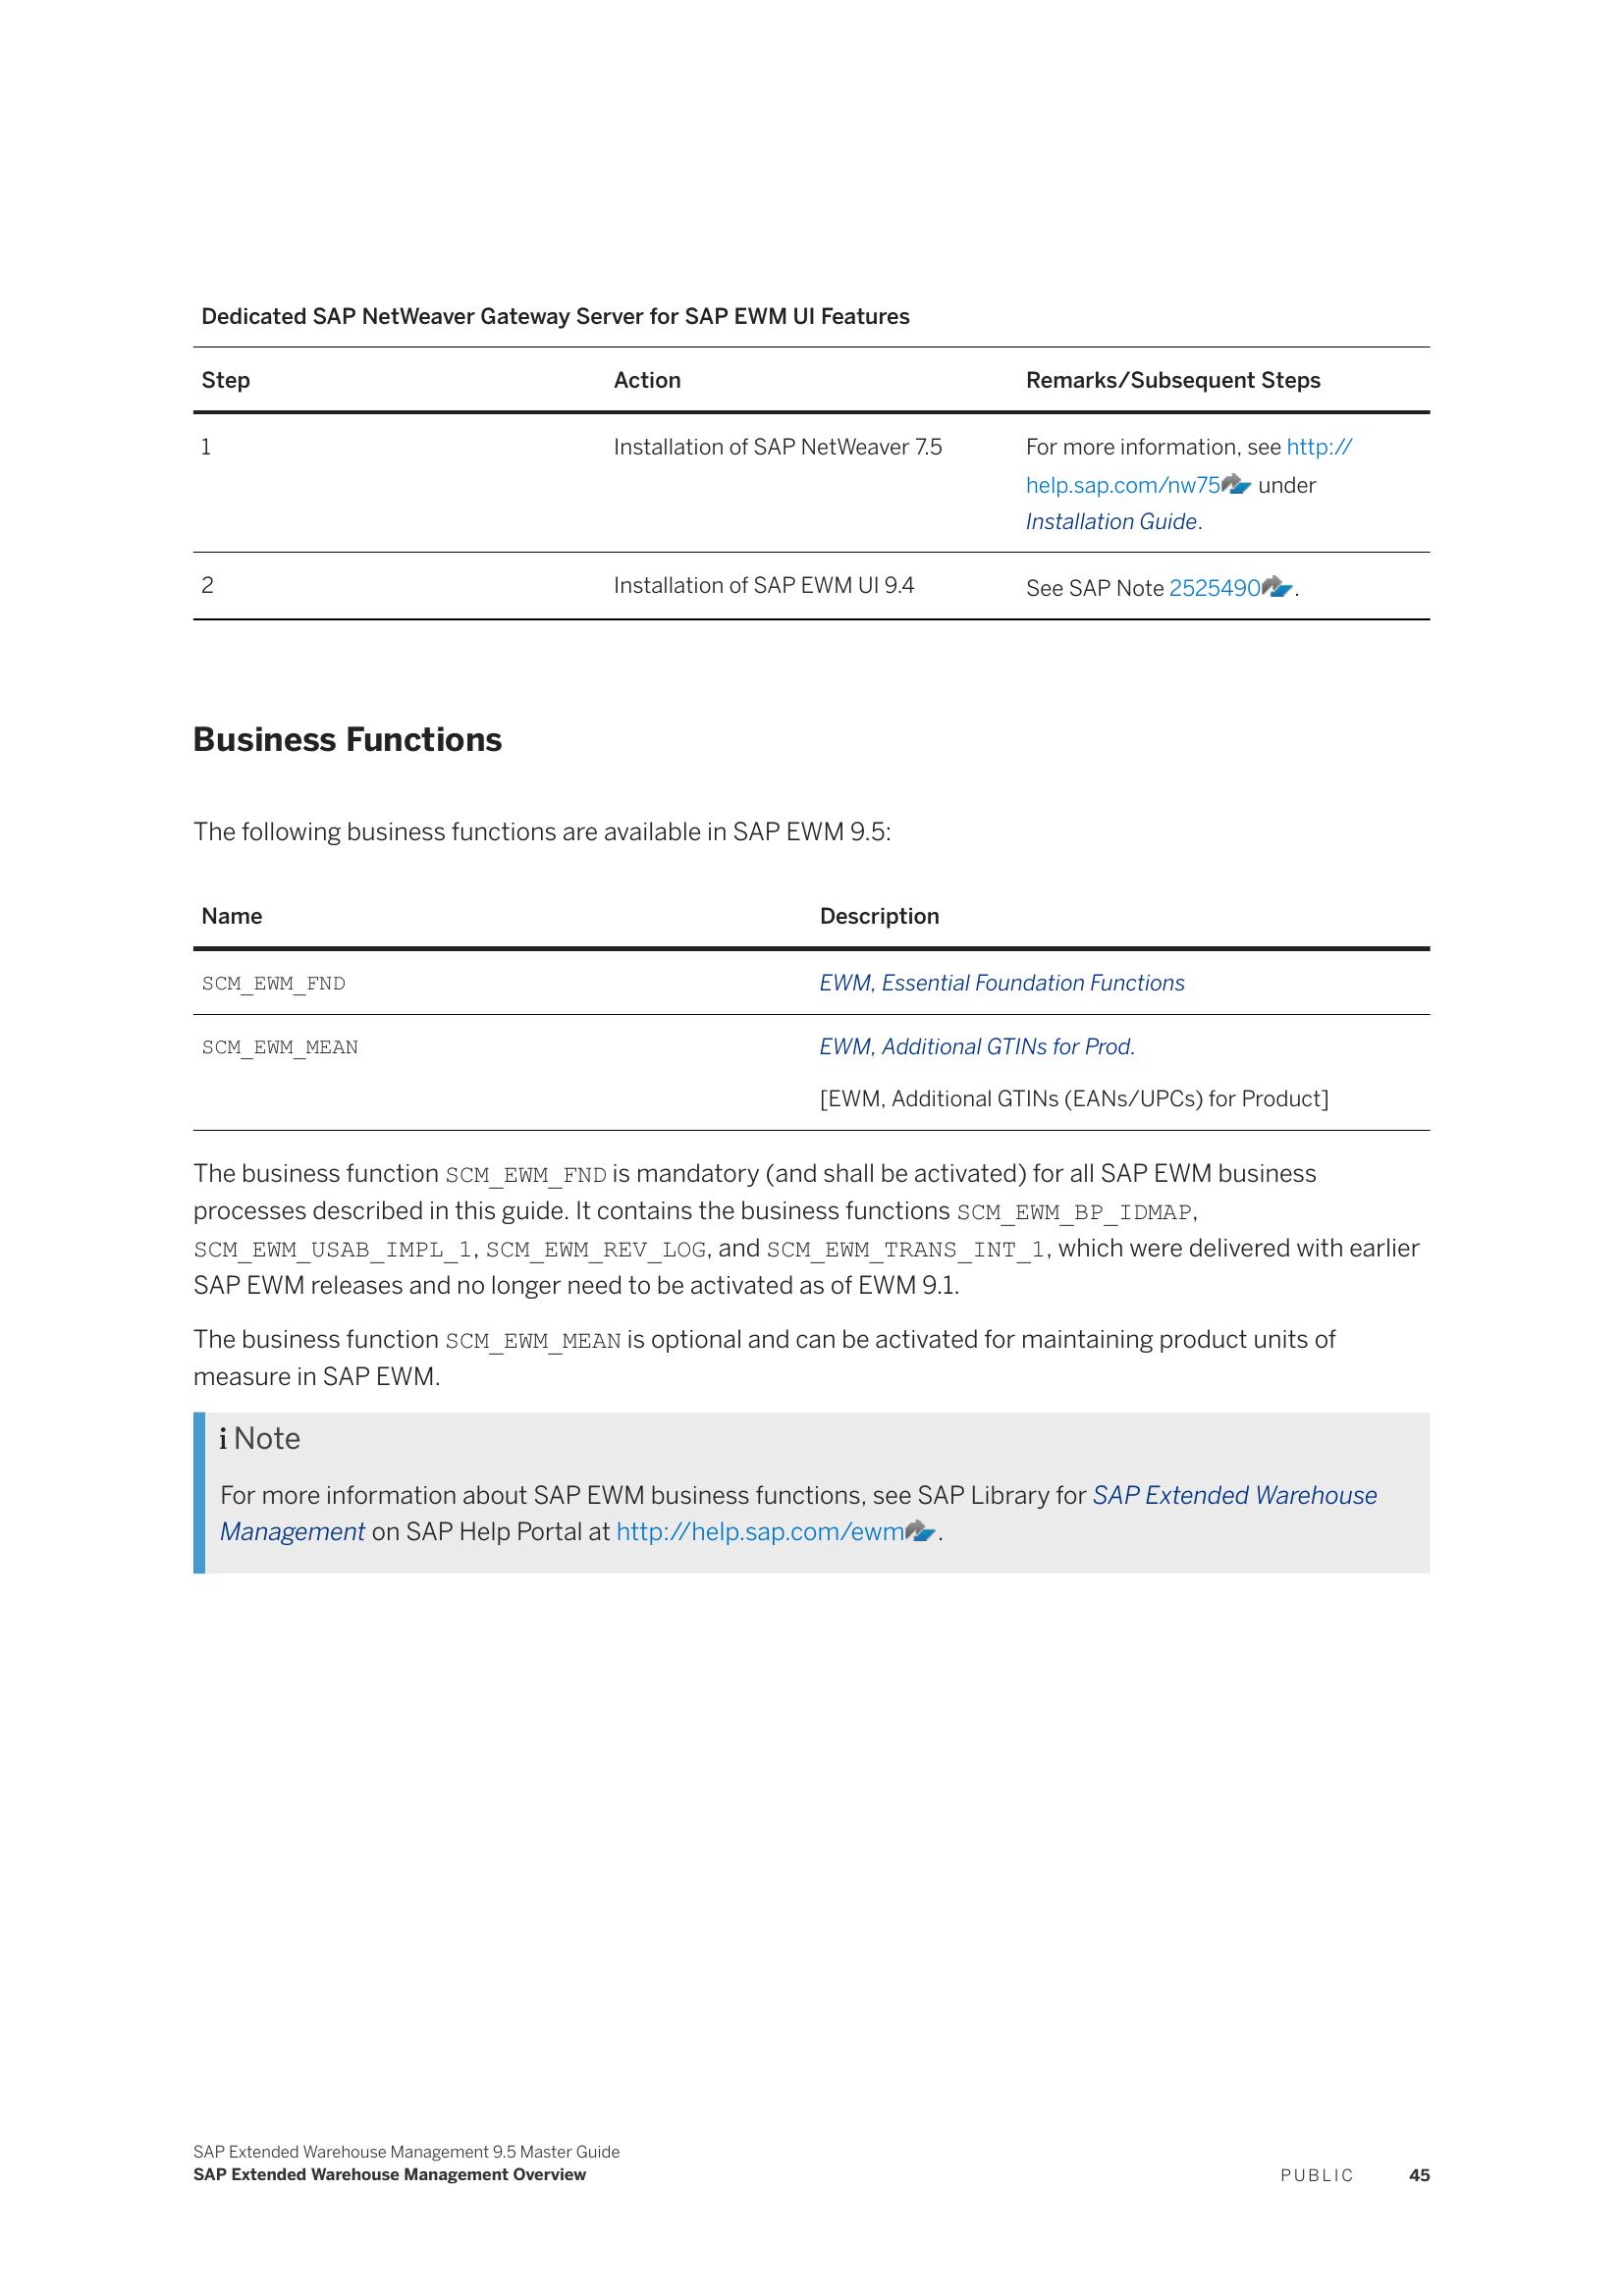 Dedicated SAP NetWeaver Gateway Server for SAP EWM UI Features
Step Action Remarks/Subsequent Steps
1 Installation of SAP NetWeaver 7.5 For more information, see http://
help.sap.com/nw75 under
Installation Guide.
2 Installation of SAP EWM UI 9.4 See SAP Note 2525490.
Business Functions
The following business functions are available in SAP EWM 9.5:
Name Description
SCM_EWM_FND EWM, Essential Foundation Functions
SCM_EWM_MEAN EWM, Additional GTINs for Prod.
[EWM, Additional GTINs (EANs/UPCs) for Product]
The business function SCM_EWM_FND is mandatory (and shall be activated) for all SAP EWM business
processes described in this guide. It contains the business functions SCM_EWM_BP_IDMAP,
SCM_EWM_USAB_IMPL_1, SCM_EWM_REV_LOG, and SCM_EWM_TRANS_INT_1, which were delivered with earlier
SAP EWM releases and no longer need to be activated as of EWM 9.1.
The business function SCM_EWM_MEAN is optional and can be activated for maintaining product units of
measure in SAP EWM.
i Note
For more information about SAP EWM business functions, see SAP Library for SAP Extended Warehouse
Management on SAP Help Portal at http://help.sap.com/ewm.
SAP Extended Warehouse Management 9.5 Master Guide
SAP Extended Warehouse Management Overview PUBLIC 45